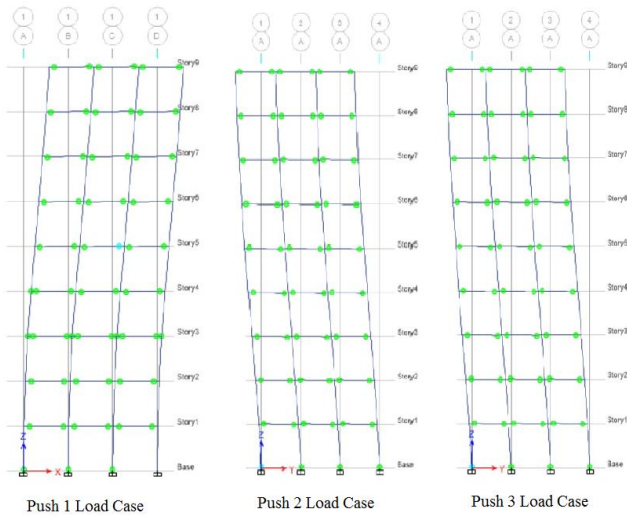 1 1 1 1
A B C D
Story9
Story8
Story7
Story6
Story5
Story4
Story3
Story2
Story1
Base
Z
X
Push 1 Load Case
1 2 3 4
A A A A
Story9
Story8
Story7
Story6
Story5
Story4
Story3
Story2
Story1
Base
Z
Y
Push 2 Load Case
1 2 3 4
A A A A
Story9
Story8
Story7
Story6
Story5
Story4
Story3
Story2
Story1
Base
Z
Y
Push 3 Load Case